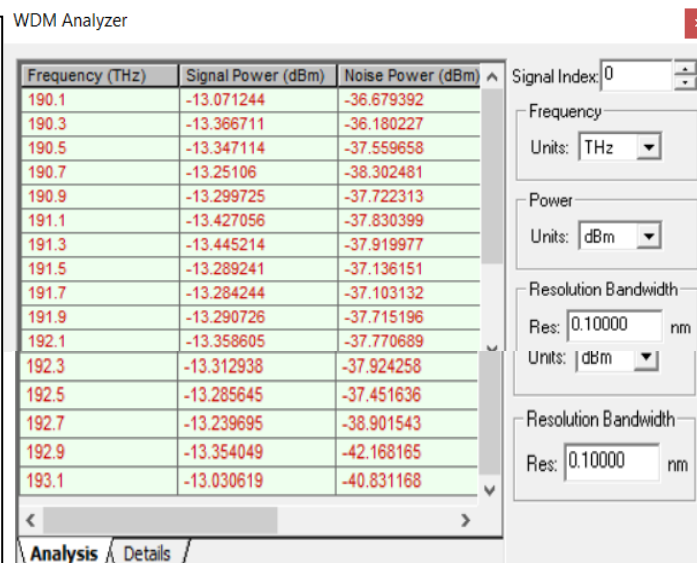 WDM Analyzer
Frequency (THz) Signal Power (dBm) Noise Power (dBm)
190.1 -13.071244 -36.679392
190.3 -13.366711 -36.180227
190.5 -13.347114 -37.559658
190.7 -13.25106 -38.302481
190.9 -13.299725 -37.722313
191.1 -13.427056 -37.830399
191.3 -13.445214 -37.919977
191.5 -13.289241 -37.136151
191.7 -13.284244 -37.103132
191.9 -13.290726 -37.715196
192.1 -13.358605 -37.770689
192.3 -13.312938 -37.924258
192.5 -13.285645 -37.451636
192.7 -13.239695 -38.901543
192.9 -13.354049 -42.168165
193.1 -13.030619 -40.831168
Analysis Details
Signal Index: 0
Frequency
Units: THz
Power
Units: dBm
Resolution Bandwidth
Res: 0.10000 nm
Units: dBm
Resolution Bandwidth
Res: 0.10000 nm